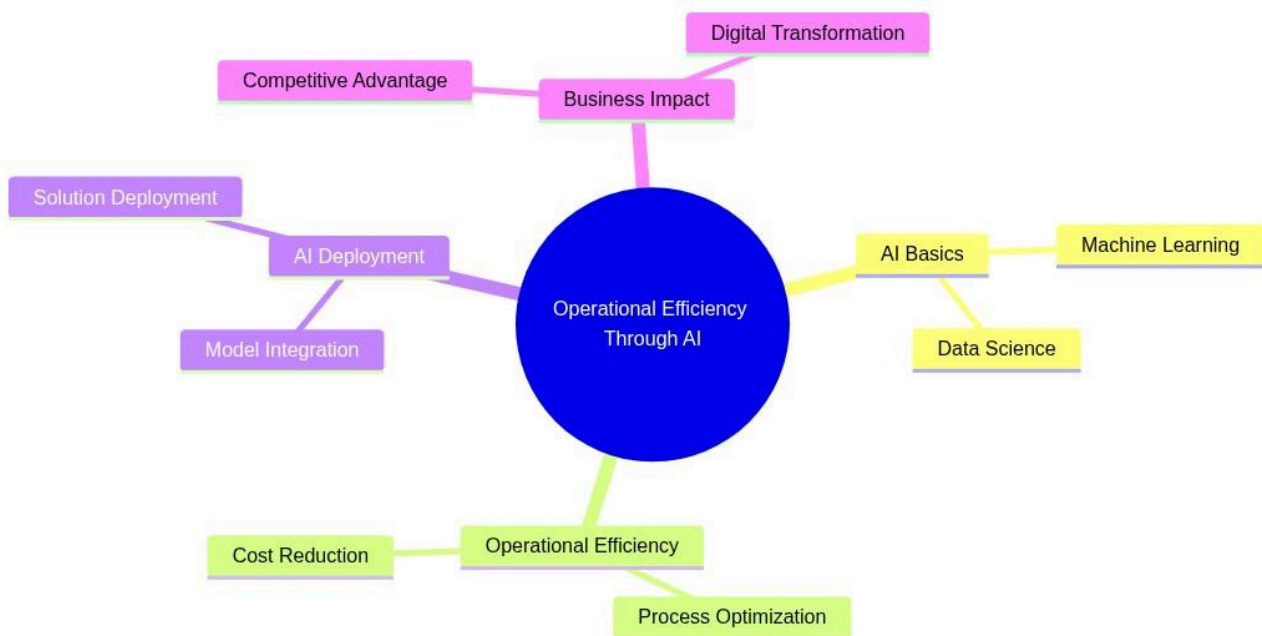 Digital Transformation
Competitive Advantage
Business Impact
Solution Deployment
AI Deployment
Model Integration
Operational Efficiency
Through AI
AI Basics
Machine Learning
Data Science
Cost Reduction
Operational Efficiency
Process Optimization